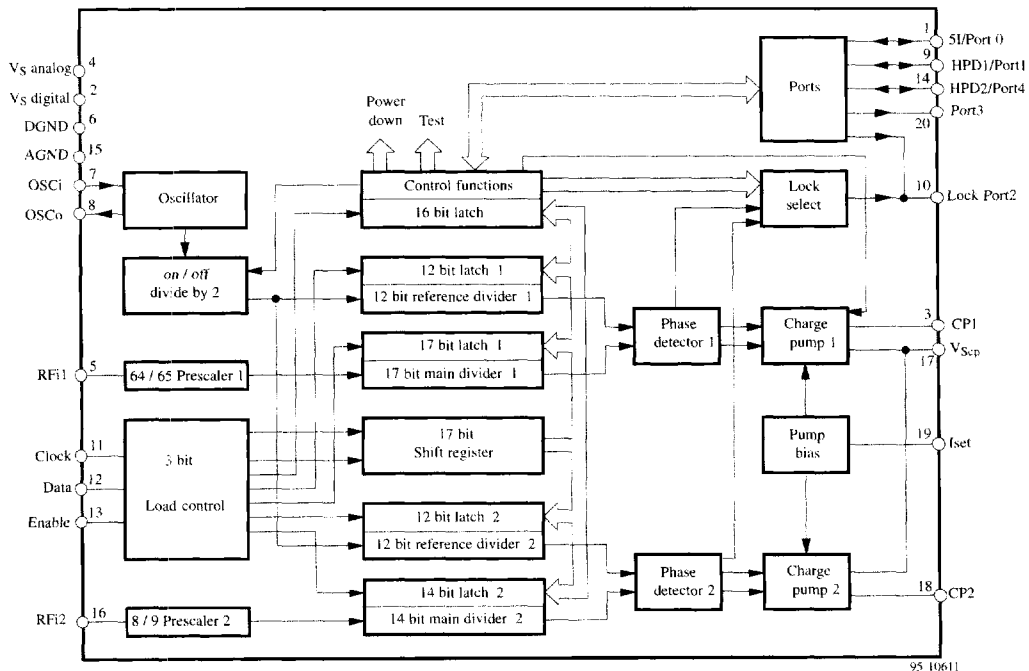 V_S analog 4
V_S digital 2
DGND 6
AGND 15
OSCi 7
OSCo 8
RFi1 5
Clock 11
Data 12
Enable 13
RFi2 16
Oscillator
on / off
divide by 2
64 / 65 Prescaler 1
3 bit
Load control
8 / 9 Prescaler 2
Power
down
Test
Control functions
16 bit latch
12 bit latch 1
12 bit reference divider 1
17 bit latch 1
17 bit main divider 1
17 bit
Shift register
12 bit latch 2
12 bit reference divider 2
14 bit latch 2
14 bit main divider 2
Phase
detector 1
Phase
detector 2
Ports
Lock
select
Charge
pump 1
Pump
bias
Charge
pump 2
1 5I/Port 0
9 HPD1/Port1
14 HPD2/Port4
20 Port3
10 Lock Port2
3 CP1
17 V_Scp
19 Iset
18 CP2
95 10611